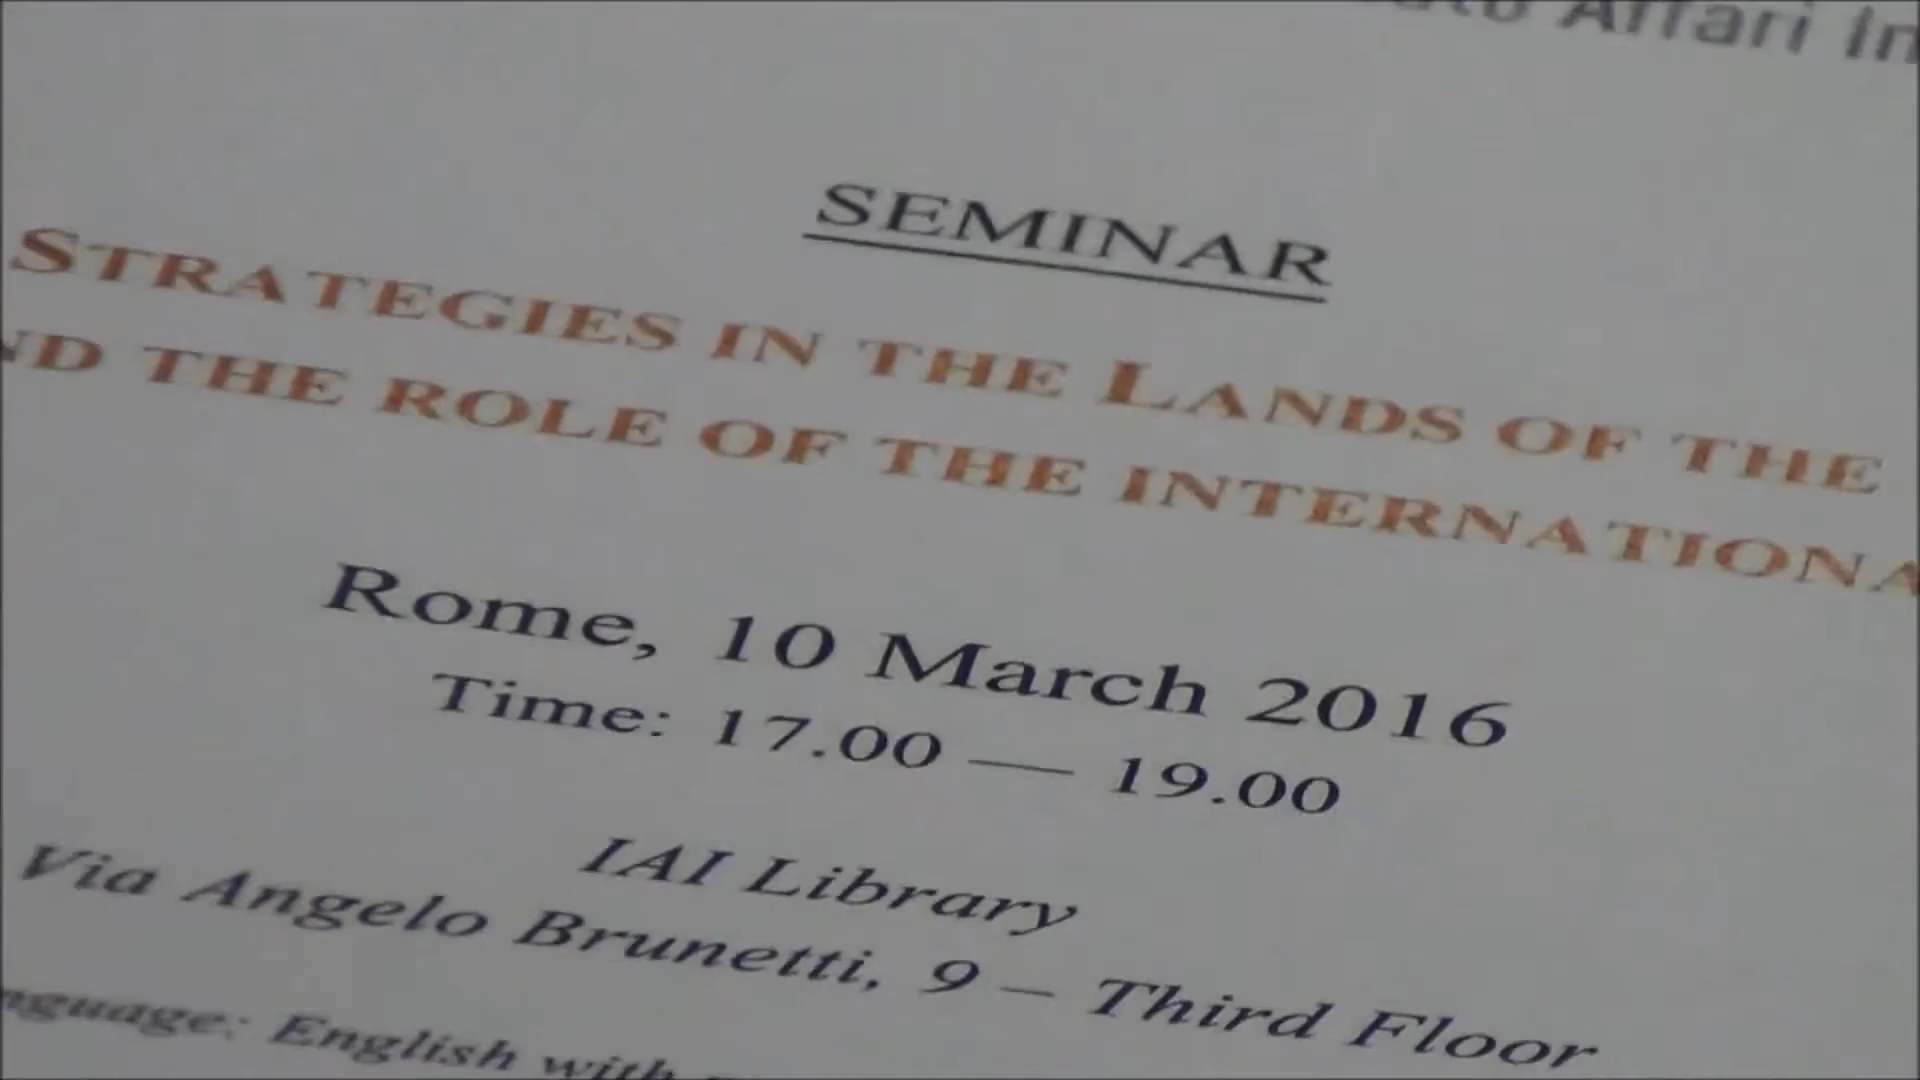 Affari In
SEMINAR
STRATEGIES IN THE LANDS OF THE
ND THE ROLE OF THE INTERNATIONA
Rome, 10 March 2016
Time: 17.00 — 19.00
IAI Library
Via Angelo Brunetti, 9 – Third Floor
nguage: English with